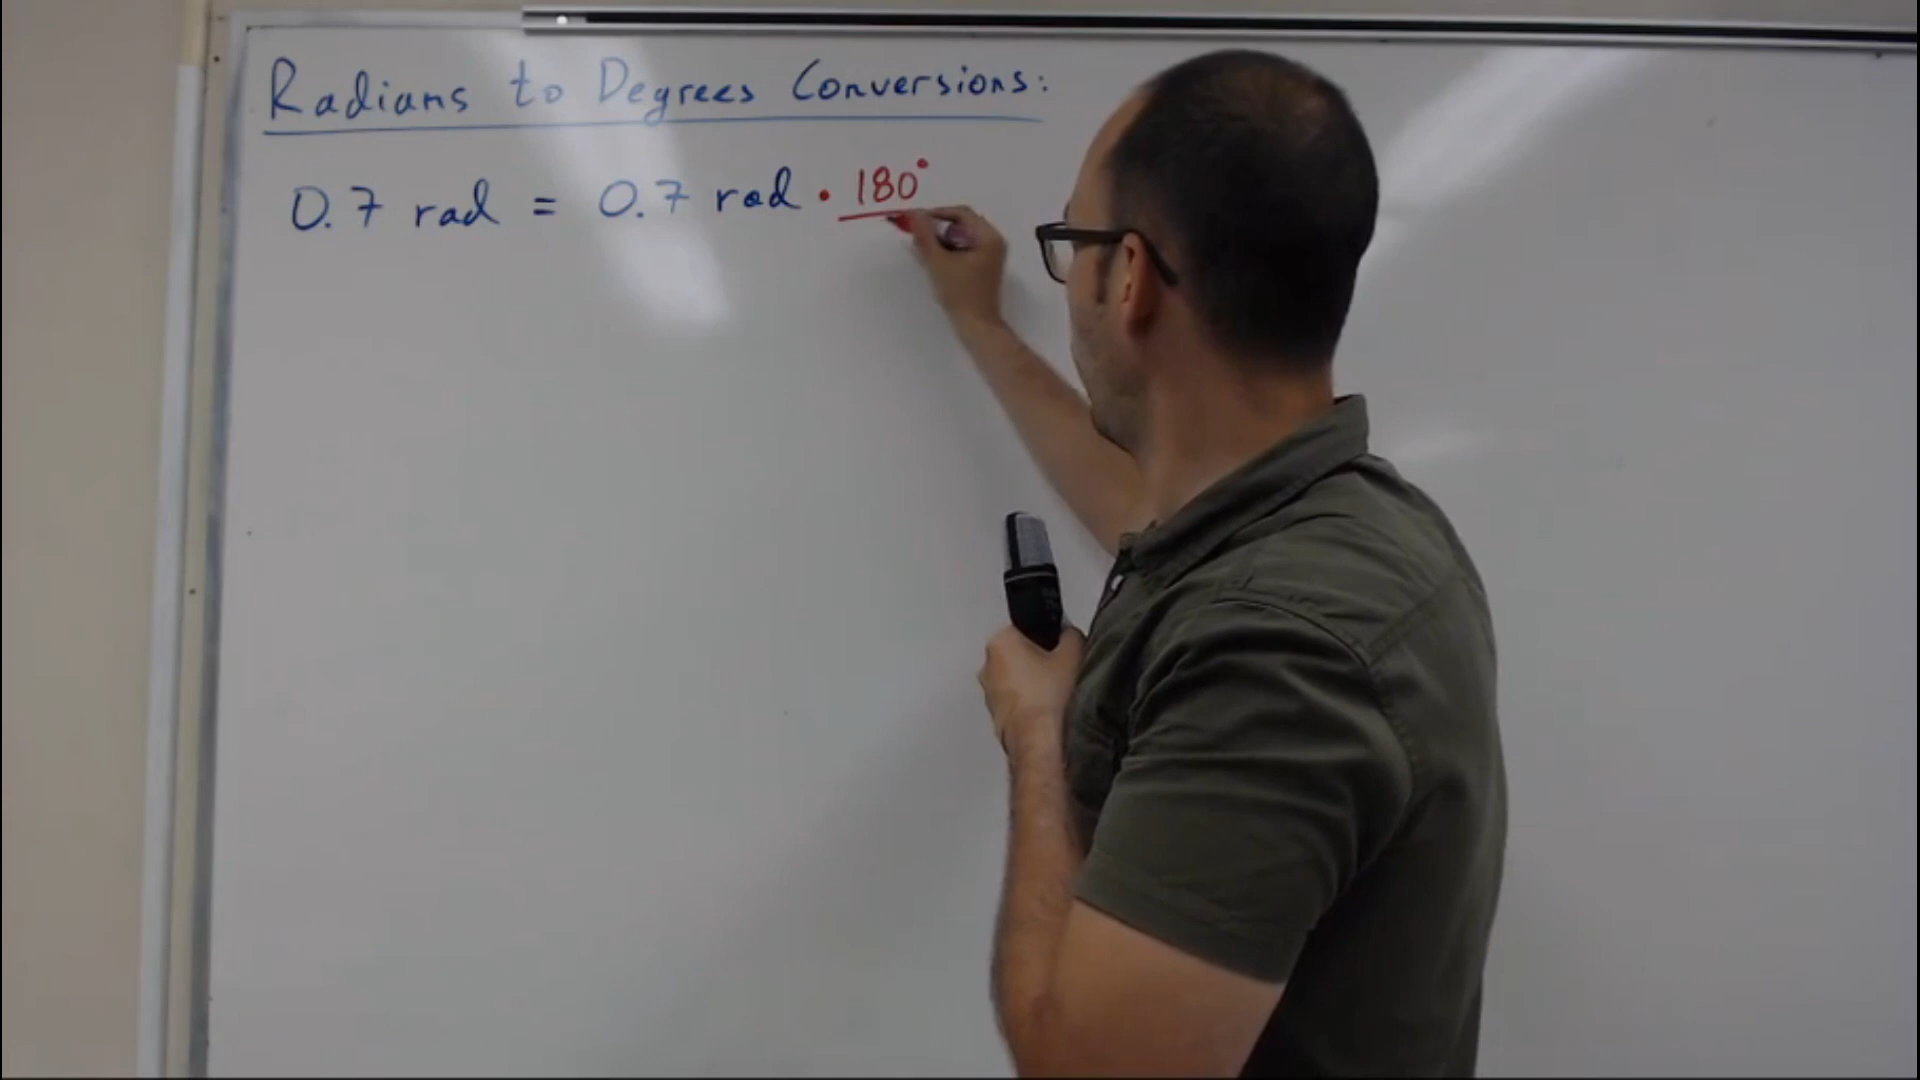 Radians to Degrees Conversions:
0.7 rad = 0.7 rad · 180°